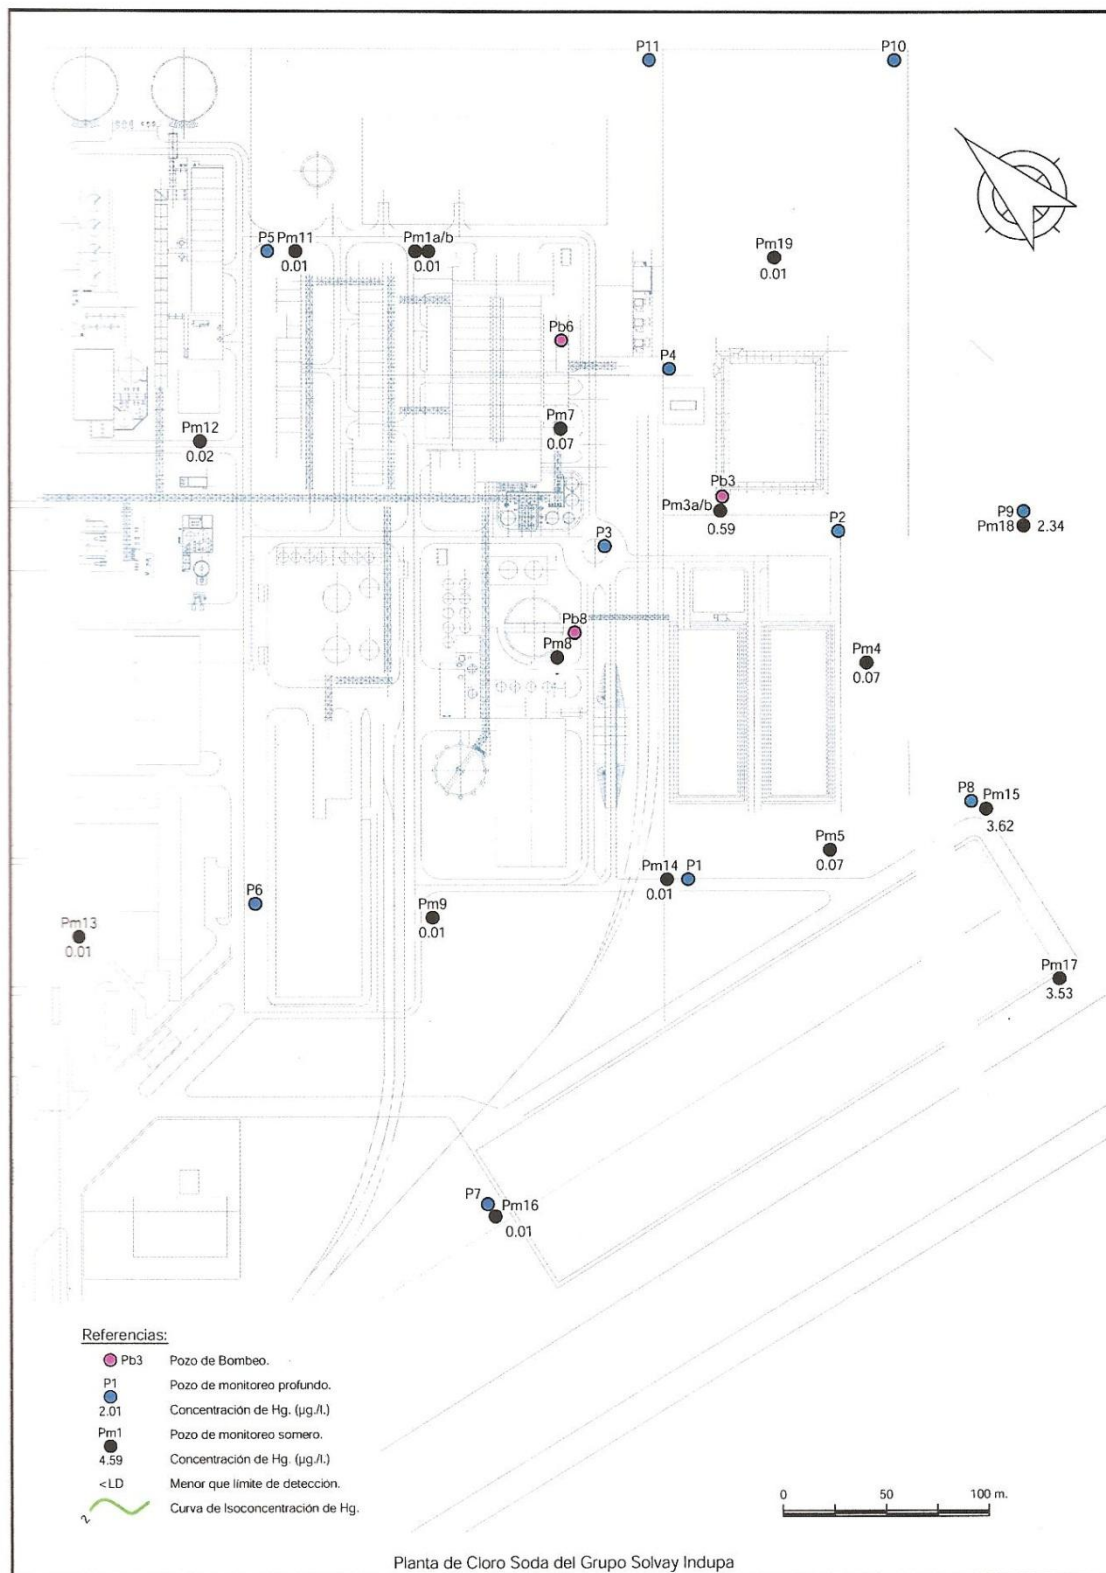 P11
P10
P5 Pm11
0.01
Pm1a/b
0.01
Pm19
0.01
Pb6
P4
Pm7
0.07
Pm12
0.02
Pb3
Pm3a/b
0.59
P9
Pm18 2.34
P2
P3
Pb8
Pm8
Pm4
0.07
P8
Pm15
3.62
Pm5
0.07
Pm14 P1
0.01
P6
Pm9
0.01
Pm13
0.01
Pm17
3.53
P7
Pm16
0.01
Referencias:
Pb3 Pozo de Bombeo.
P1 Pozo de monitoreo profundo.
2.01 Concentración de Hg. (µg./l.)
Pm1 Pozo de monitoreo somero.
4.59 Concentración de Hg. (µg./l.)
<LD Menor que límite de detección.
2 Curva de Isoconcentración de Hg.
0 50 100 m.
Planta de Cloro Soda del Grupo Solvay Indupa